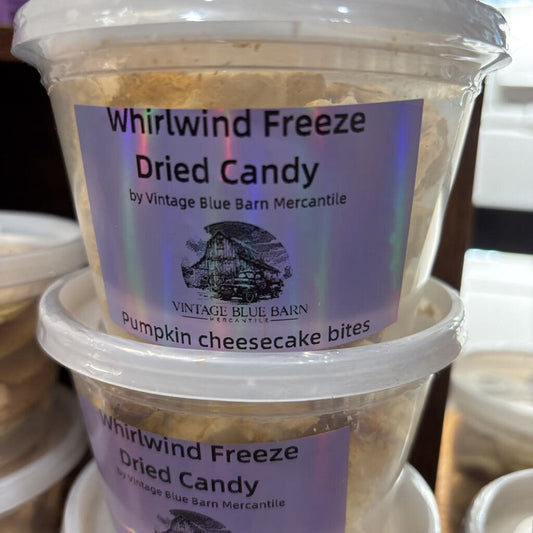 Whirlwind Freeze
Dried Candy
by Vintage Blue Barn Mercantile
VINTAGE BLUE BARN
MERCANTILE
Pumpkin cheesecake bites
Whirlwind Freeze
Dried Candy
by Vintage Blue Barn Mercantile